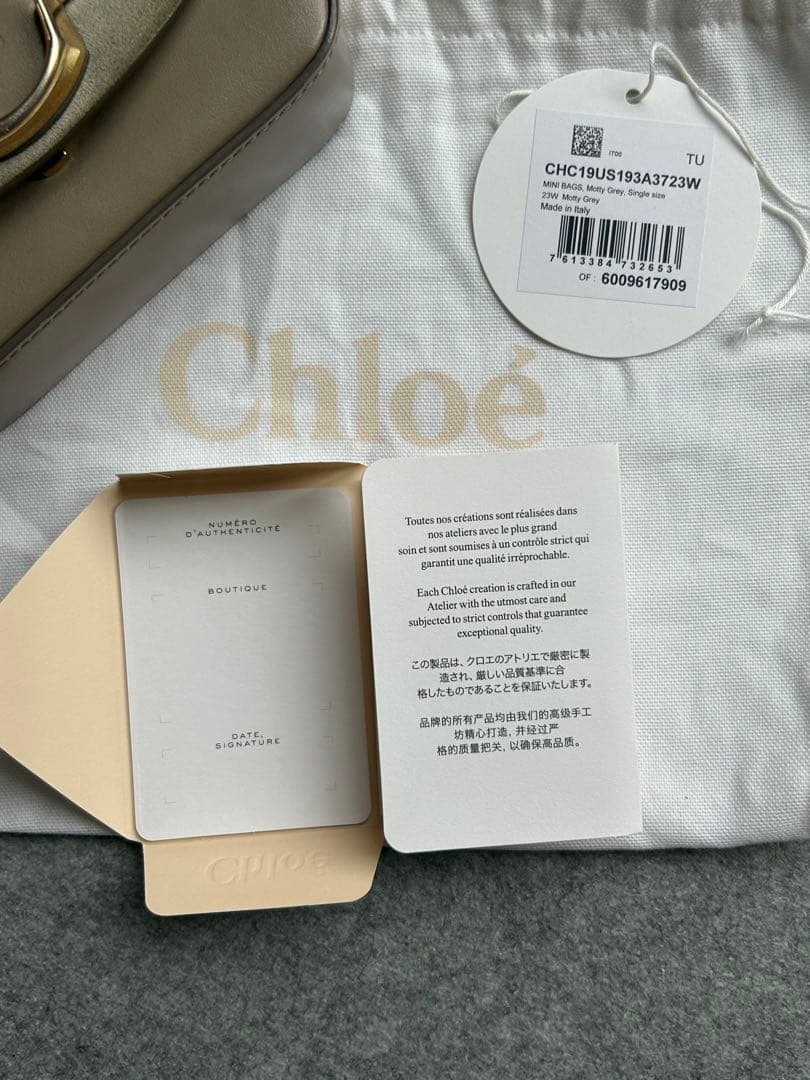 IT06
TU
CHC19US193A3723W
MINI BAGS, Motty Grey, Single size
23W Motty Grey
Made in Italy
7 613384 732653
OF : 6009617909
Chloé
NUMÉRO
D'AUTHENTICITÉ
BOUTIQUE
DATE,
SIGNATURE
Chloé
Toutes nos créations sont réalisées dans
nos ateliers avec le plus grand
soin et sont soumises à un contrôle strict qui
garantit une qualité irréprochable.
Each Chloé creation is crafted in our
Atelier with the utmost care and
subjected to strict controls that guarantee
exceptional quality.
この製品は、クロエのアトリエで厳密に製
造され、厳しい品質基準に合
格したものであることを保証いたします。
品牌的所有产品均由我们的高级手工
坊精心打造，并经过严
格的质量把关，以确保高品质。